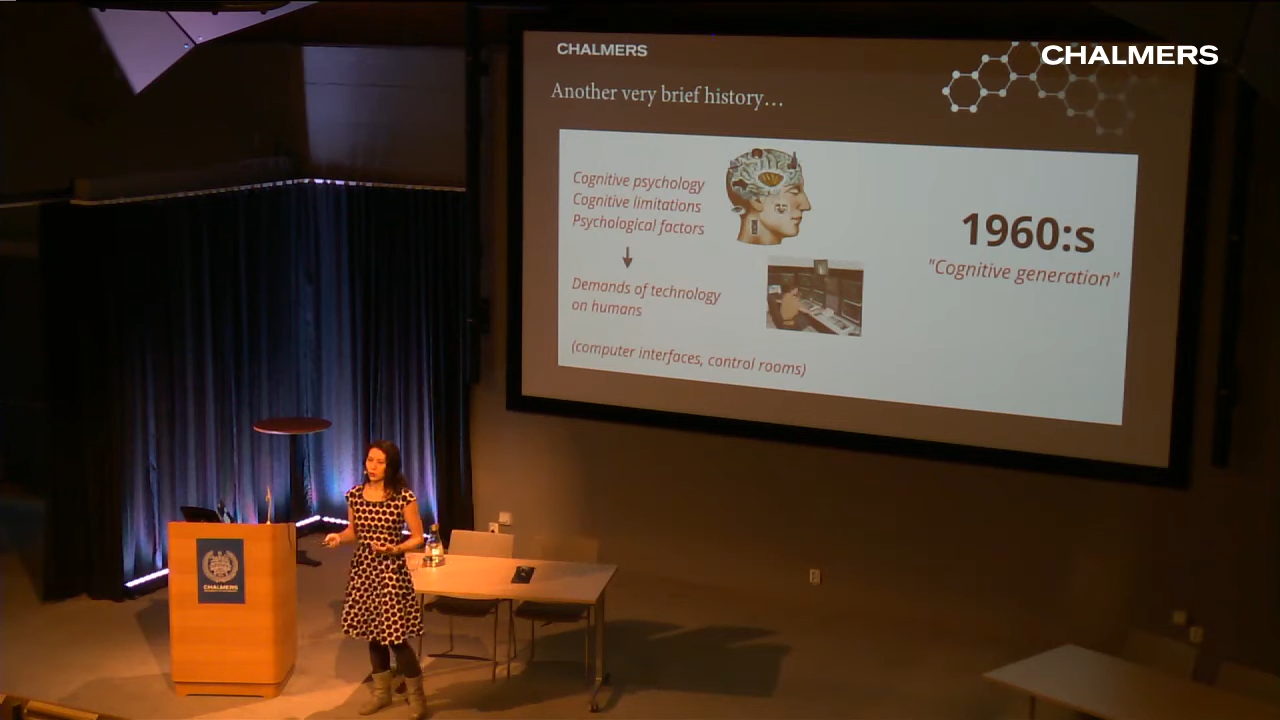 CHALMERS
CHALMERS
Another very brief history...
Cognitive psychology
Cognitive limitations
Psychological factors
Demands of technology
on humans
(computer interfaces, control rooms)
1960:s
"Cognitive generation"
CHALMERS